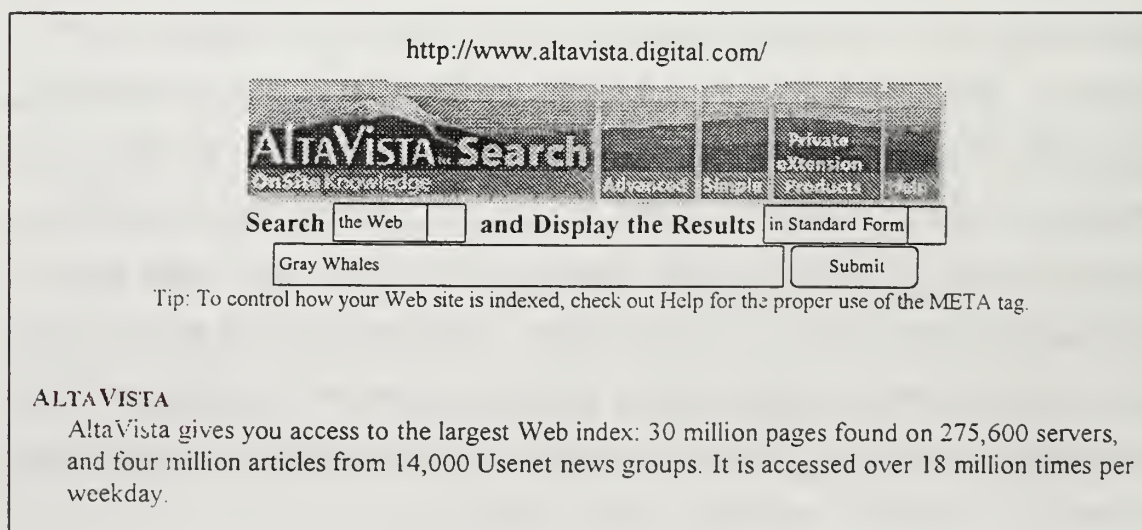 http://www.altavista.digital.com/
ALTAVISTA Search
OnSite Knowledge
Advanced Simple Private eXtension Products Help
Search the Web and Display the Results in Standard Form
Gray Whales Submit
Tip: To control how your Web site is indexed, check out Help for the proper use of the META tag.
ALTAVISTA
AltaVista gives you access to the largest Web index: 30 million pages found on 275,600 servers,
and four million articles from 14,000 Usenet news groups. It is accessed over 18 million times per
weekday.